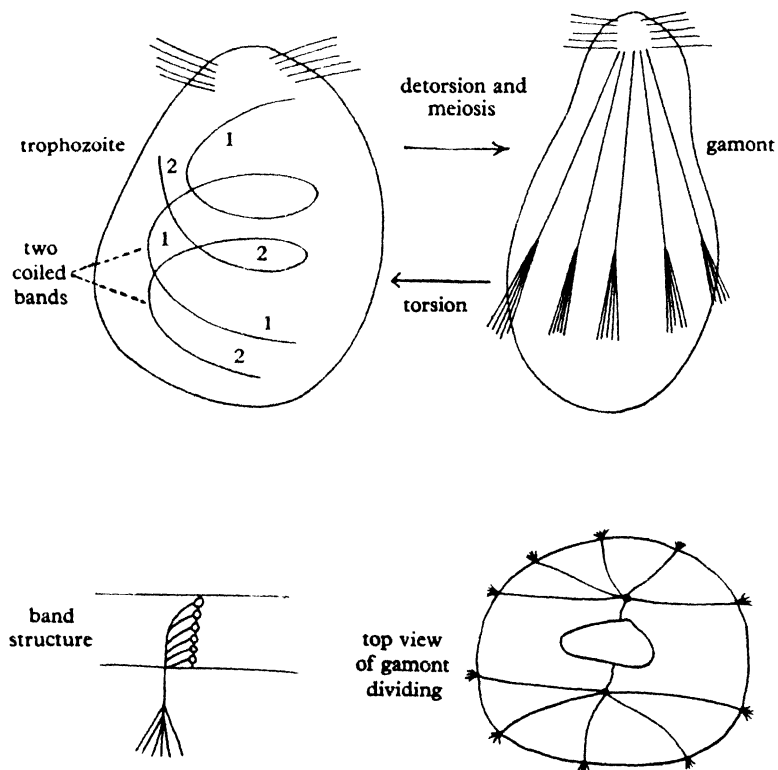 trophozoite
1
2
two
coiled
bands
1
2
1
2
detorsion and
meiosis
torsion
gamont
band
structure
top view
of gamont
dividing